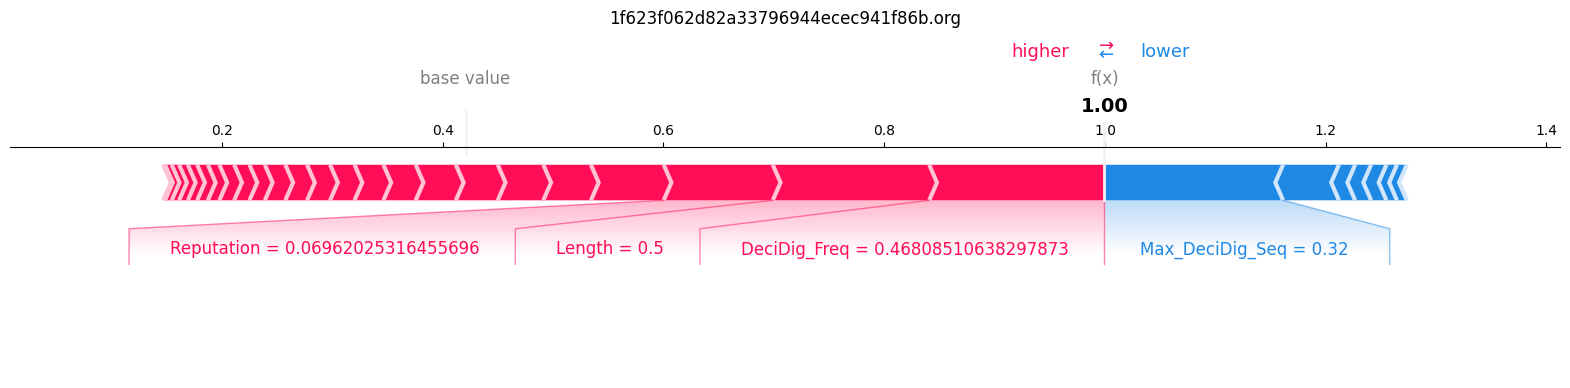 1f623f062d82a33796944ecec941f86b.org
higher ⇄ lower
base value f(x)
1.00
0.2 0.4 0.6 0.8 1.0 1.2 1.4
Reputation = 0.06962025316455696 Length = 0.5 DeciDig_Freq = 0.46808510638297873 Max_DeciDig_Seq = 0.32